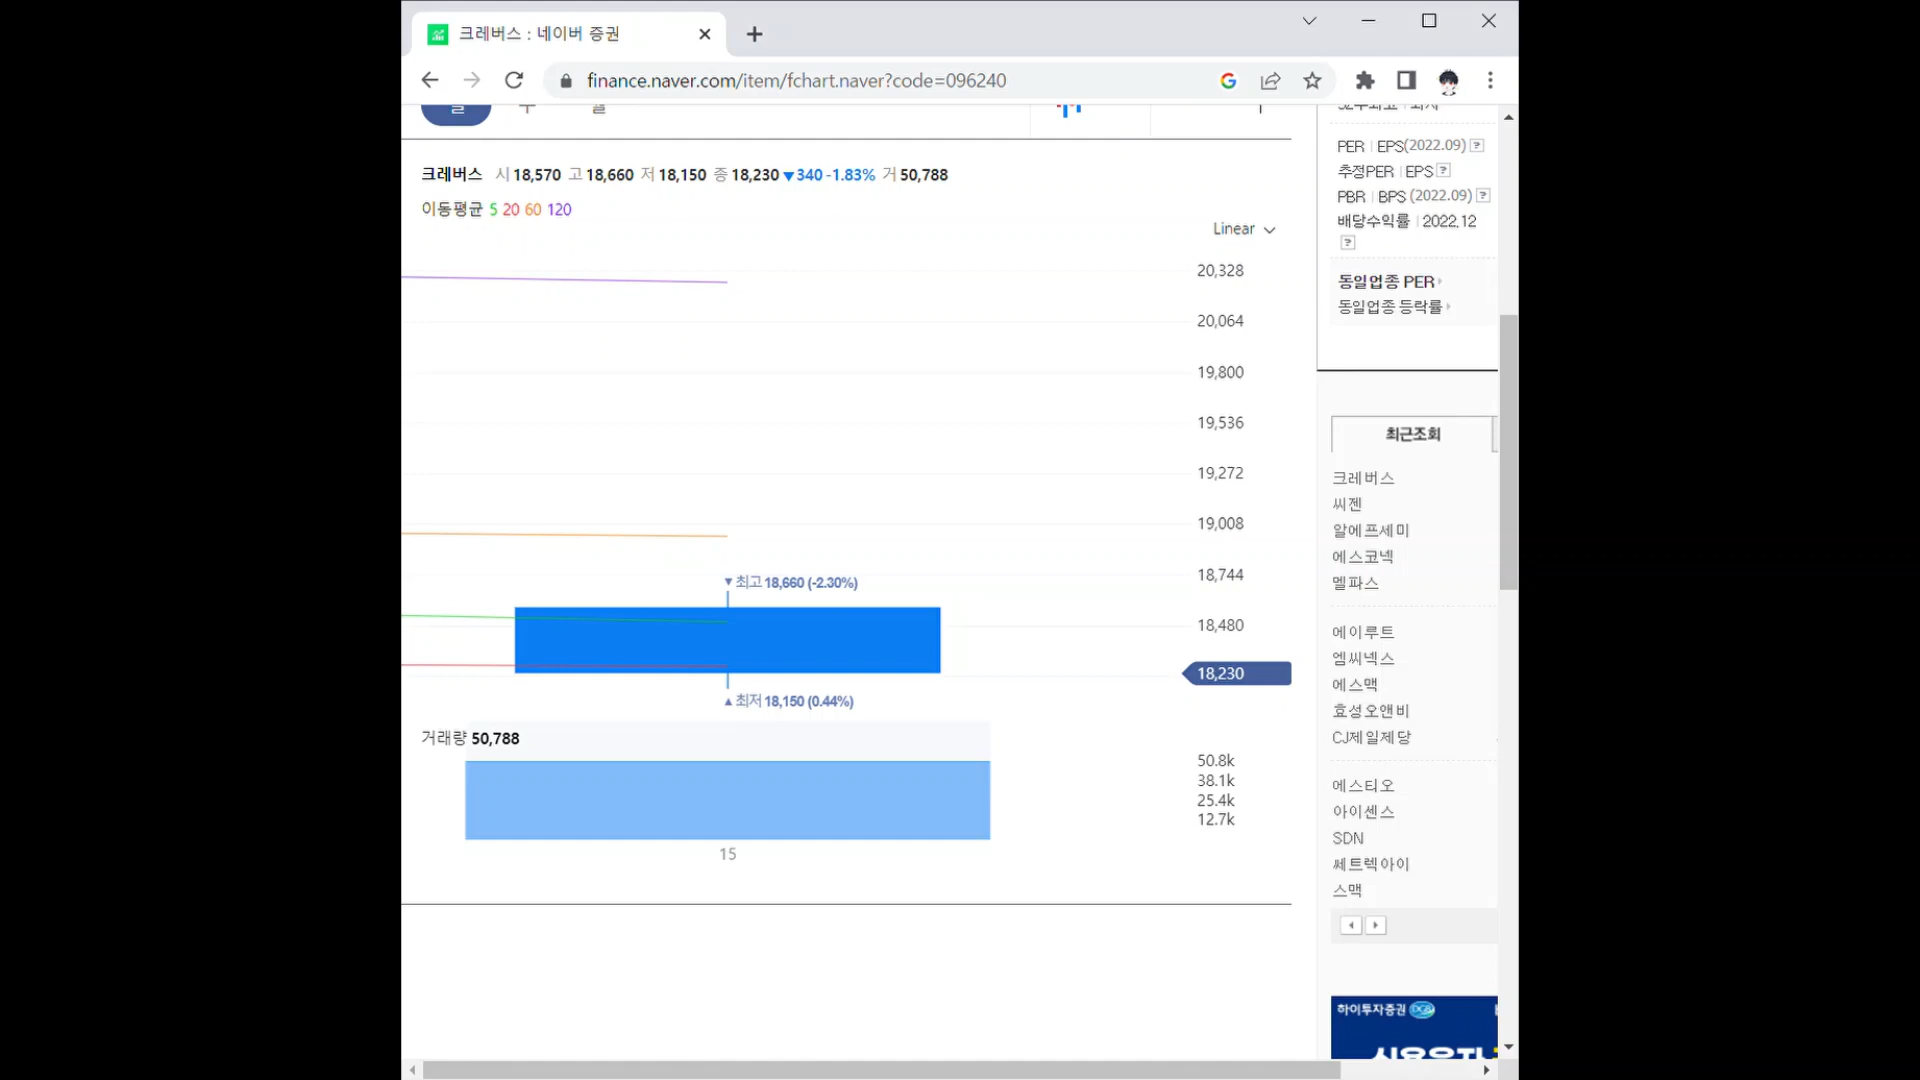 크레버스 : 네이버 증권
finance.naver.com/item/fchart.naver?code=096240
크레버스 시 18,570 고 18,660 저 18,150 종 18,230 ▼340 -1.83% 거 50,788
이동평균 5 20 60 120
Linear
20,328
20,064
19,800
19,536
19,272
19,008
18,744
18,480
18,230
▼최고 18,660 (-2.30%)
▲최저 18,150 (0.44%)
거래량 50,788
50.8k
38.1k
25.4k
12.7k
15
PER | EPS(2022.09) ?
추정PER | EPS ?
PBR | BPS (2022.09) ?
배당수익률 | 2022.12
?
동일업종 PER
동일업종 등락률
최근조회
크레버스
씨젠
알에프세미
에스코넥
멜파스
에이루트
엠씨넥스
에스맥
효성오앤비
CJ제일제당
에스티오
아이센스
SDN
쎄트렉아이
스맥
하이투자증권 DGB